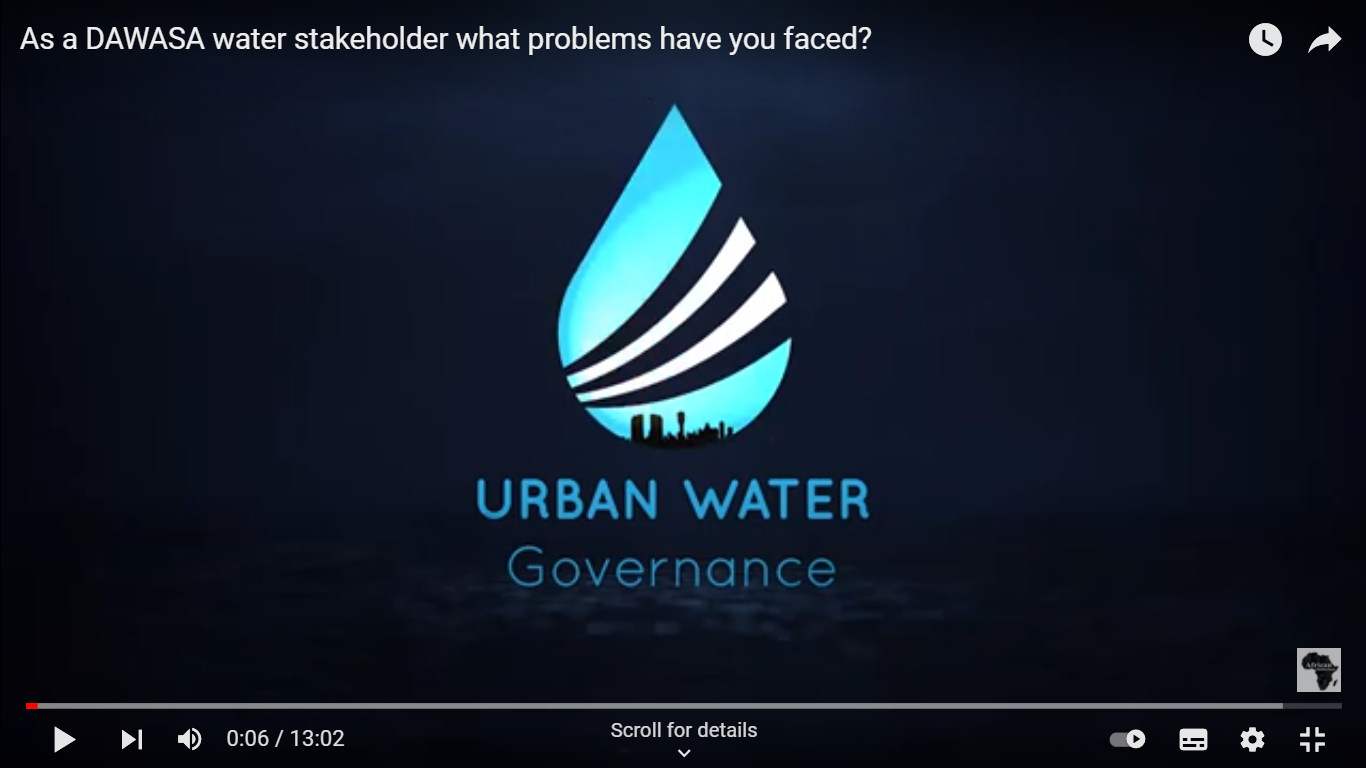 As a DAWASA water stakeholder what problems have you faced?
URBAN WATER
Governance
African
0:06 / 13:02
Scroll for details